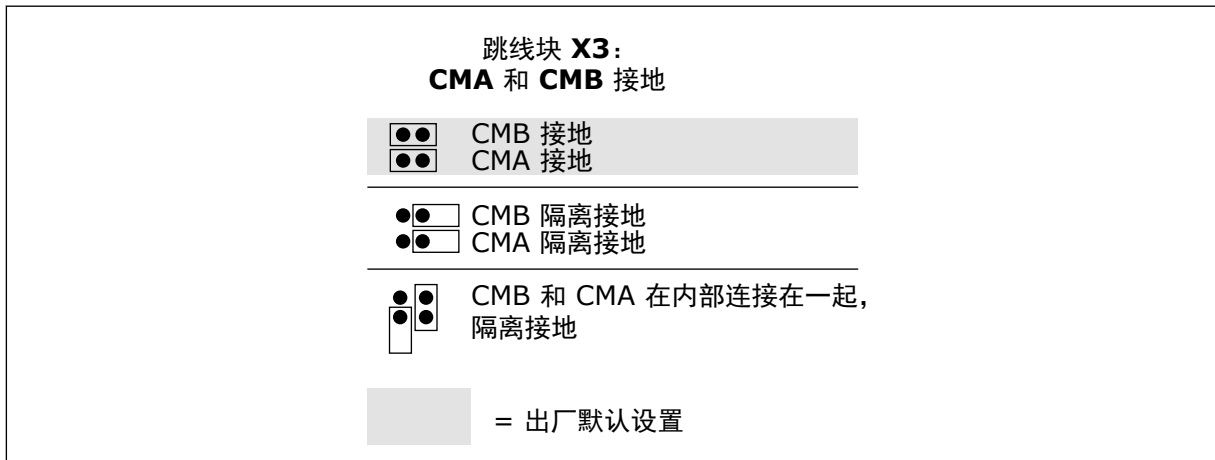 跳线块 X3：
CMA 和 CMB 接地
CMB 接地
CMA 接地
CMB 隔离接地
CMA 隔离接地
CMB 和 CMA 在内部连接在一起，
隔离接地
= 出厂默认设置